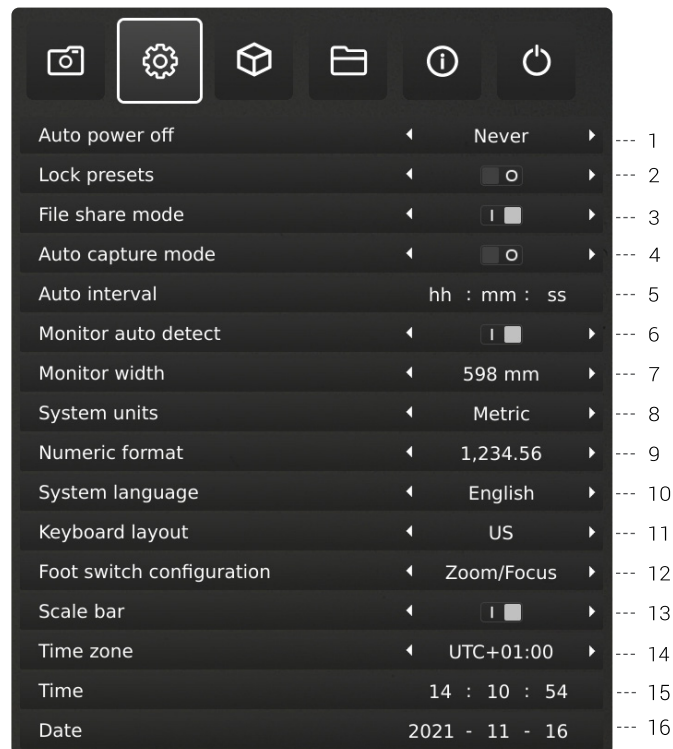 Auto power off Never --- 1
Lock presets O --- 2
File share mode I --- 3
Auto capture mode O --- 4
Auto interval hh : mm : ss --- 5
Monitor auto detect I --- 6
Monitor width 598 mm --- 7
System units Metric --- 8
Numeric format 1,234.56 --- 9
System language English --- 10
Keyboard layout US --- 11
Foot switch configuration Zoom/Focus --- 12
Scale bar I --- 13
Time zone UTC+01:00 --- 14
Time 14 : 10 : 54 --- 15
Date 2021 - 11 - 16 --- 16